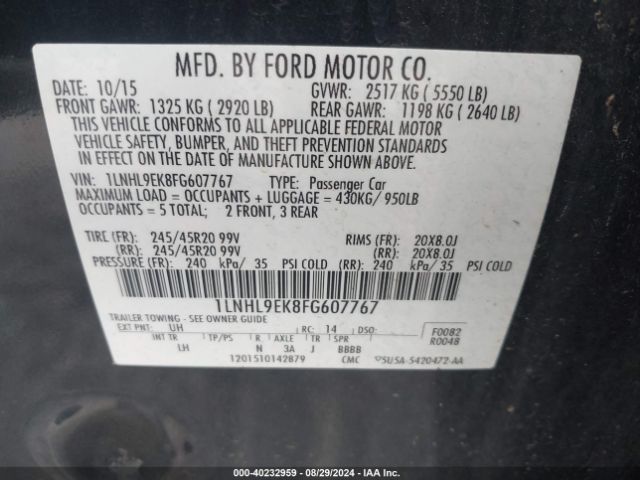 MFD. BY FORD MOTOR CO.
DATE: 10/15 GVWR: 2517 KG ( 5550 LB)
FRONT GAWR: 1325 KG ( 2920 LB) REAR GAWR: 1198 KG ( 2640 LB)
THIS VEHICLE CONFORMS TO ALL APPLICABLE FEDERAL MOTOR
VEHICLE SAFETY, BUMPER, AND THEFT PREVENTION STANDARDS
IN EFFECT ON THE DATE OF MANUFACTURE SHOWN ABOVE.
VIN: 1LNHL9EK8FG607767 TYPE: Passenger Car
MAXIMUM LOAD = OCCUPANTS + LUGGAGE = 430KG/ 950LB
OCCUPANTS = 5 TOTAL; 2 FRONT, 3 REAR
TIRE (FR): 245/45R20 99V RIMS (FR): 20X8.0J
(RR): 245/45R20 99V (RR): 20X8.0J
PRESSURE (FR): 240 kPa/ 35 PSI COLD (RR): 240 kPa/ 35 PSI COLD
1LNHL9EK8FG607767
TRAILER TOWING - SEE OWNER GUIDE
EXT PNT: UH RC: 14 DSO: F0082
INT TR TP/PS R AXLE TR SPR R0048
LH N 3A J BBBB
1201510142879 CMC 5U5A-5420472-AA
000-40232959 - 08/29/2024 - IAA Inc.